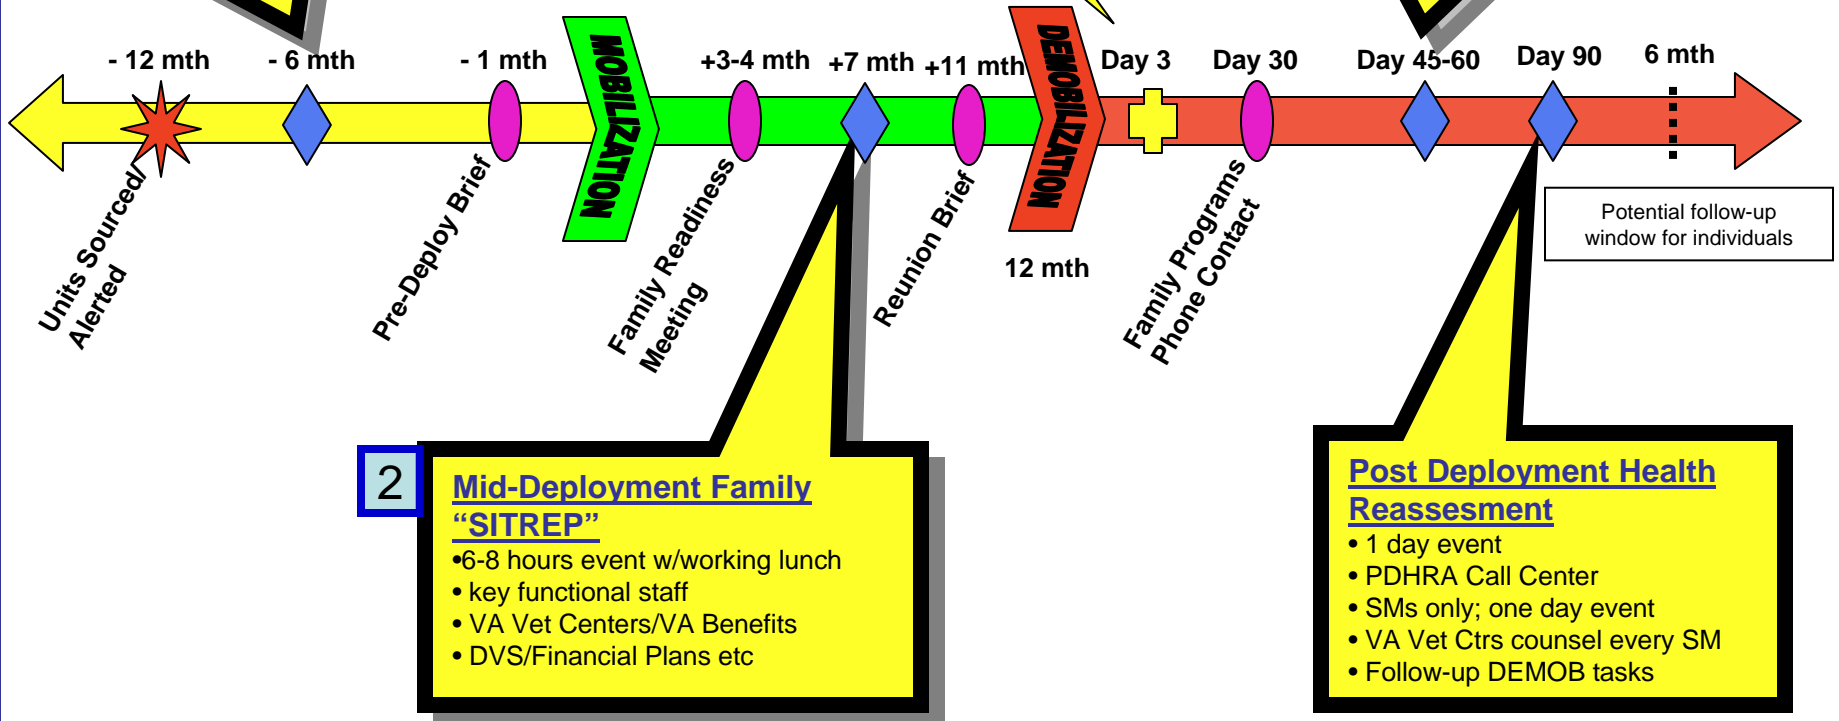 - 12 mth
- 6 mth
- 1 mth
+3-4 mth
+7 mth
+11 mth
Day 3
Day 30
Day 45-60
Day 90
6 mth
MOBILIZATION
DEMOBILIZATION
Units Sourced/
Alerted
Pre-Deploy Brief
Family Readiness
Meeting
Reunion Brief
12 mth
Family Programs
Phone Contact
Potential follow-up
window for individuals
2
Mid-Deployment Family
“SITREP”
•6-8 hours event w/working lunch
• key functional staff
• VA Vet Centers/VA Benefits
• DVS/Financial Plans etc
Post Deployment Health
Reassesment
• 1 day event
• PDHRA Call Center
• SMs only; one day event
• VA Vet Ctrs counsel every SM
• Follow-up DEMOB tasks